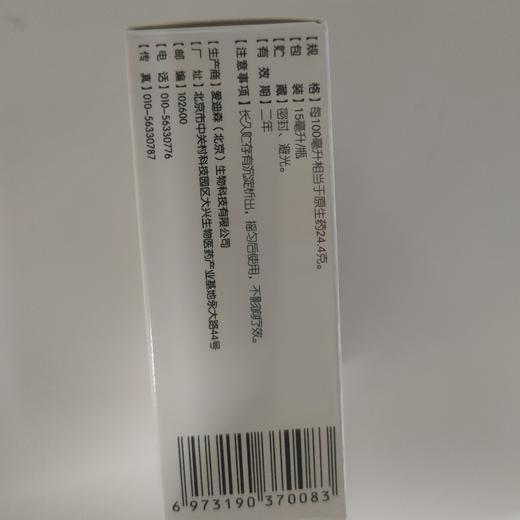 【规    格】每100毫升相当于原生药24.4克。
【包    装】15毫升/瓶
【贮    藏】密封、避光。
【有 效 期】二年
【注意事项】长久贮存有沉淀析出，摇匀后使用，不影响疗效。
【生产商】爱迪森（北京）生物科技有限公司
【厂    址】北京市中关村科技园区大兴生物医药产业基地永大路44号
【邮    编】102600
【电    话】010-56330776
【传    真】010-56330787
6 973190 370083